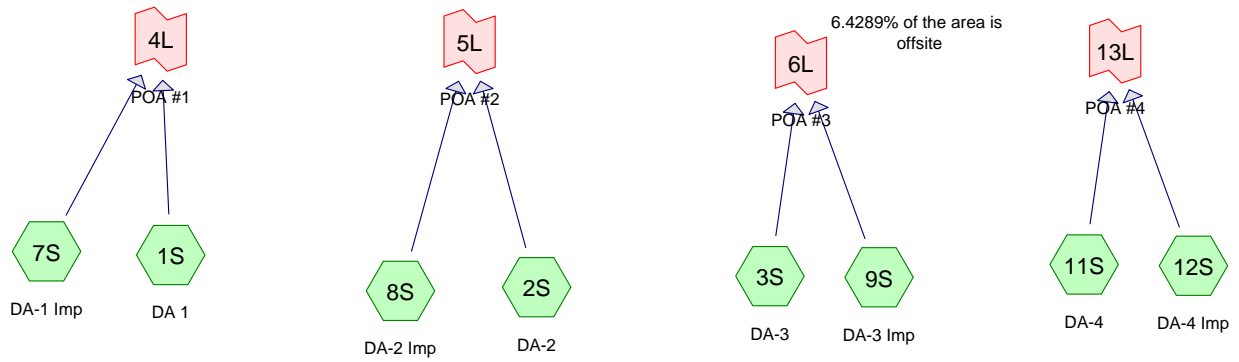 4L
POA #1
7S
DA-1 Imp
1S
DA 1
5L
POA #2
8S
DA-2 Imp
2S
DA-2
6.4289% of the area is
offsite
6L
POA #3
3S
DA-3
9S
DA-3 Imp
13L
POA #4
11S
DA-4
12S
DA-4 Imp